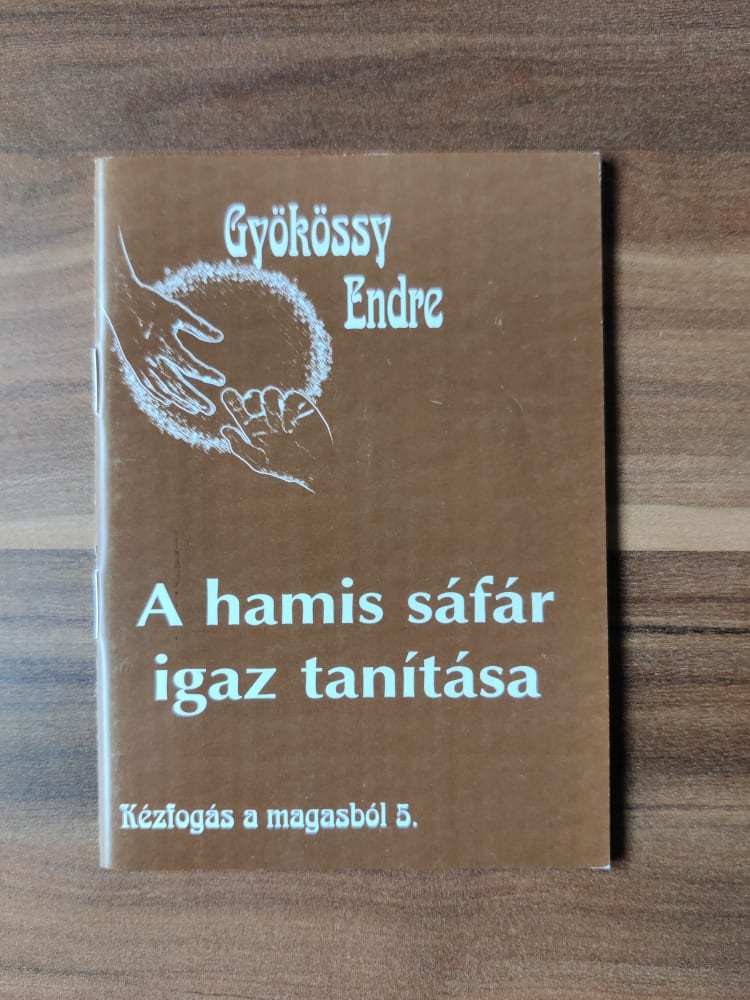 Gyökössy
Endre
A hamis sáfár
igaz tanítása
Kézfogás a magasból 5.